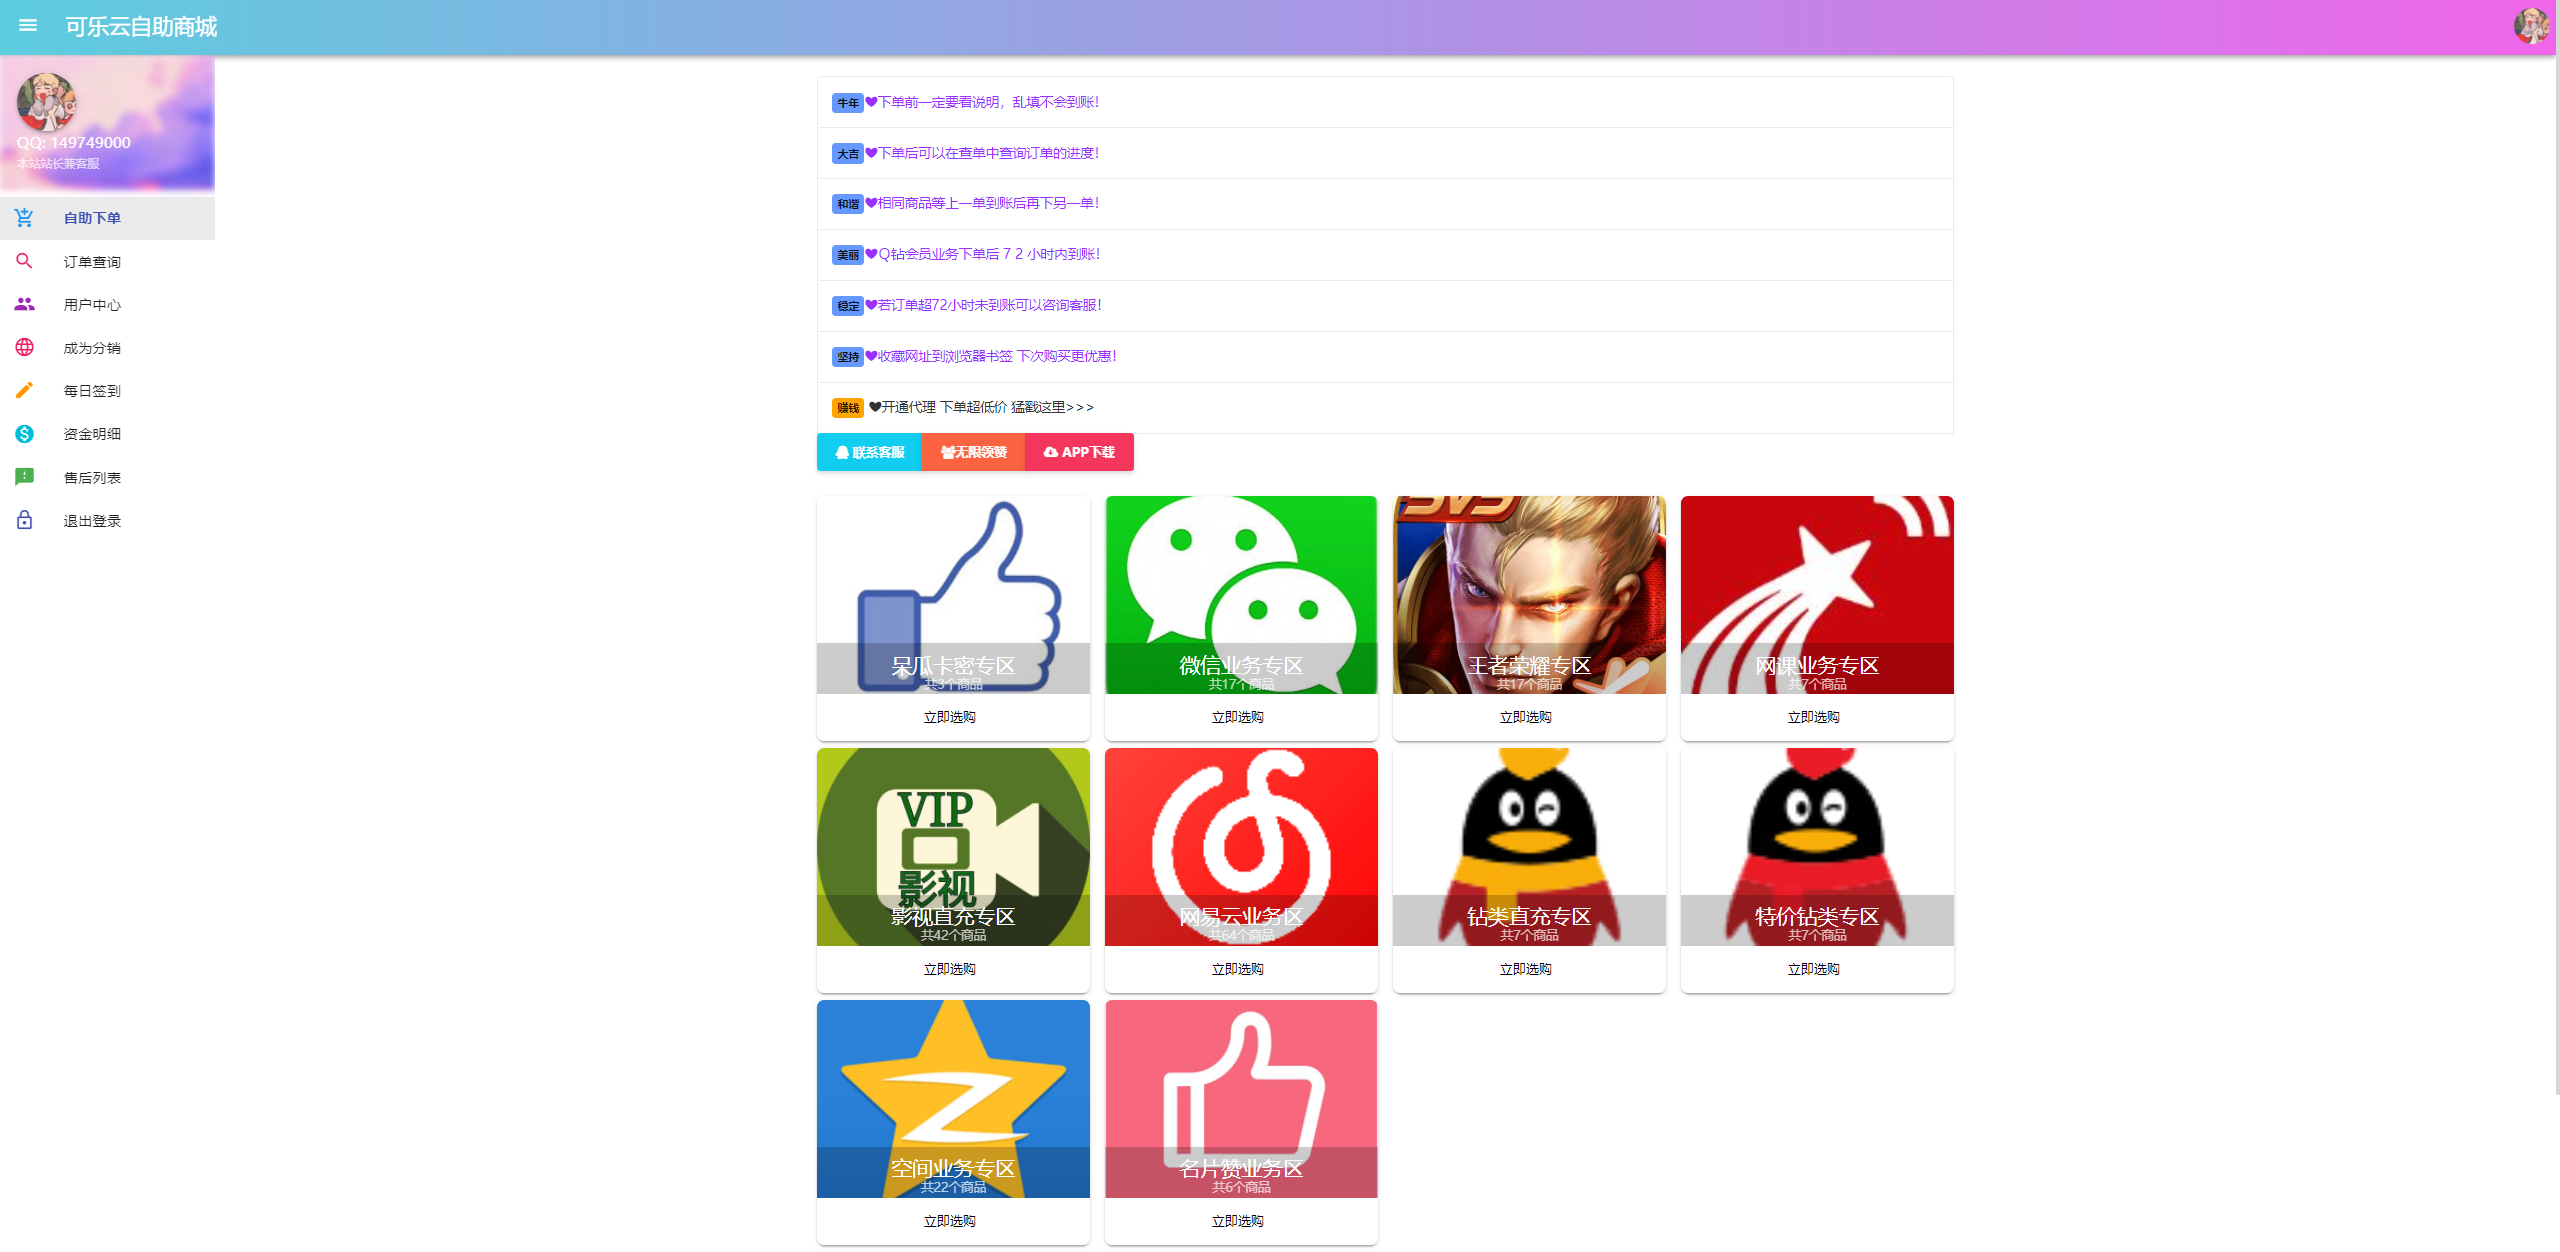 可乐云自助商城
QQ: 149749000
本站站长兼客服
自助下单
订单查询
用户中心
成为分销
每日签到
资金明细
售后列表
退出登录
牛年 ♥下单前一定要看说明，乱填不会到账！
大吉 ♥下单后可以在查单中查询订单的进度！
和谐 ♥相同商品等上一单到账后再下另一单！
美丽 ♥Q钻会员业务下单后 7 2 小时内到账！
稳定 ♥若订单超72小时未到账可以咨询客服！
坚持 ♥收藏网址到浏览器书签 下次购买更优惠！
赚钱 ♥开通代理 下单超低价 猛戳这里>>>
联系客服 无限领赞 APP下载
5V5
呆瓜卡密专区
共3个商品
立即选购
微信业务专区
共17个商品
立即选购
王者荣耀专区
共17个商品
立即选购
网课业务专区
共7个商品
立即选购
VIP
影视
影视直充专区
共42个商品
立即选购
网易云业务区
共64个商品
立即选购
钻类直充专区
共7个商品
立即选购
特价钻类专区
共7个商品
立即选购
空间业务专区
共22个商品
立即选购
名片赞业务区
共6个商品
立即选购